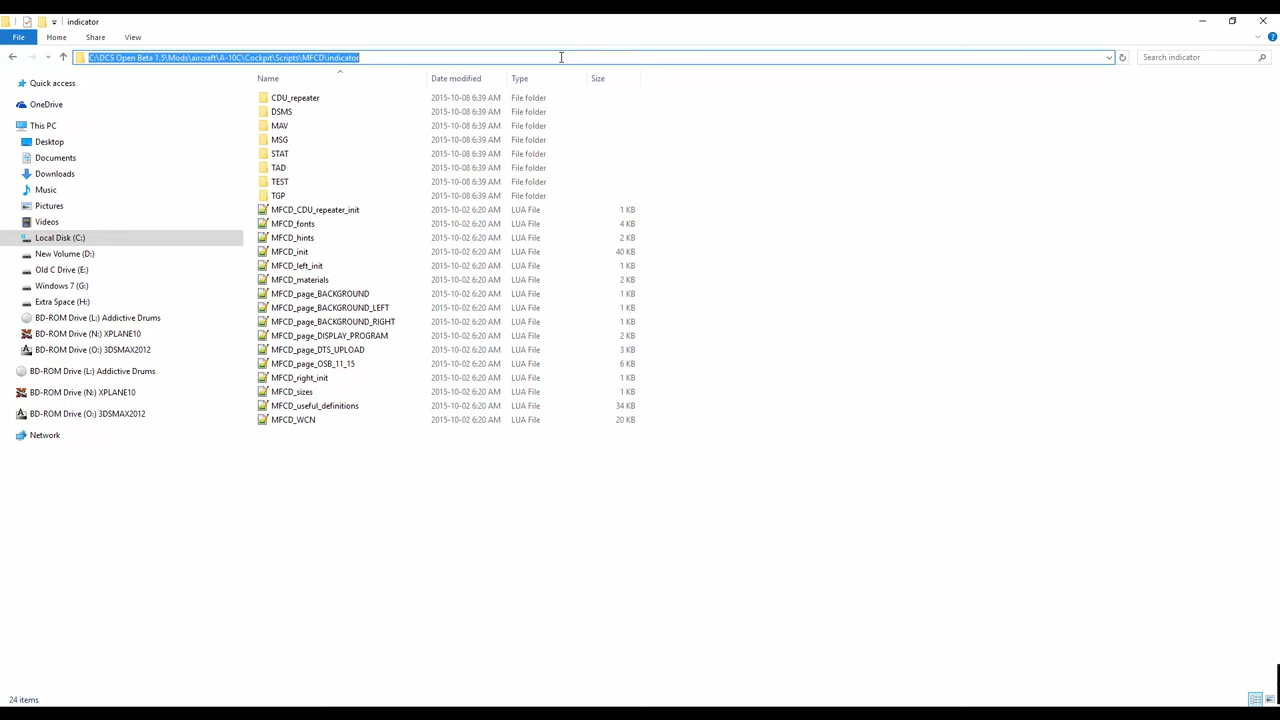 indicator
File Home Share View
C:\DCS Open Beta 1.5\Mods\aircraft\A-10C\Cockpit\Scripts\MFCD\indicator Search indicator
Name Date modified Type Size
Quick access
OneDrive
This PC
Desktop
Documents
Downloads
Music
Pictures
Videos
Local Disk (C:)
New Volume (D:)
Old C Drive (E:)
Windows 7 (G:)
Extra Space (H:)
BD-ROM Drive (L:) Addictive Drums
BD-ROM Drive (N:) XPLANE10
BD-ROM Drive (O:) 3DSMAX2012
BD-ROM Drive (L:) Addictive Drums
BD-ROM Drive (N:) XPLANE10
BD-ROM Drive (O:) 3DSMAX2012
Network
CDU_repeater 2015-10-08 6:39 AM File folder
DSMS 2015-10-08 6:39 AM File folder
MAV 2015-10-08 6:39 AM File folder
MSG 2015-10-08 6:39 AM File folder
STAT 2015-10-08 6:39 AM File folder
TAD 2015-10-08 6:39 AM File folder
TEST 2015-10-08 6:39 AM File folder
TGP 2015-10-08 6:39 AM File folder
MFCD_CDU_repeater_init 2015-10-02 6:20 AM LUA File 1 KB
MFCD_fonts 2015-10-02 6:20 AM LUA File 4 KB
MFCD_hints 2015-10-02 6:20 AM LUA File 2 KB
MFCD_init 2015-10-02 6:20 AM LUA File 40 KB
MFCD_left_init 2015-10-02 6:20 AM LUA File 1 KB
MFCD_materials 2015-10-02 6:20 AM LUA File 2 KB
MFCD_page_BACKGROUND 2015-10-02 6:20 AM LUA File 1 KB
MFCD_page_BACKGROUND_LEFT 2015-10-02 6:20 AM LUA File 1 KB
MFCD_page_BACKGROUND_RIGHT 2015-10-02 6:20 AM LUA File 1 KB
MFCD_page_DISPLAY_PROGRAM 2015-10-02 6:20 AM LUA File 2 KB
MFCD_page_DTS_UPLOAD 2015-10-02 6:20 AM LUA File 3 KB
MFCD_page_OSB_11_15 2015-10-02 6:20 AM LUA File 6 KB
MFCD_right_init 2015-10-02 6:20 AM LUA File 1 KB
MFCD_sizes 2015-10-02 6:20 AM LUA File 1 KB
MFCD_useful_definitions 2015-10-02 6:20 AM LUA File 34 KB
MFCD_WCN 2015-10-02 6:20 AM LUA File 20 KB
24 items